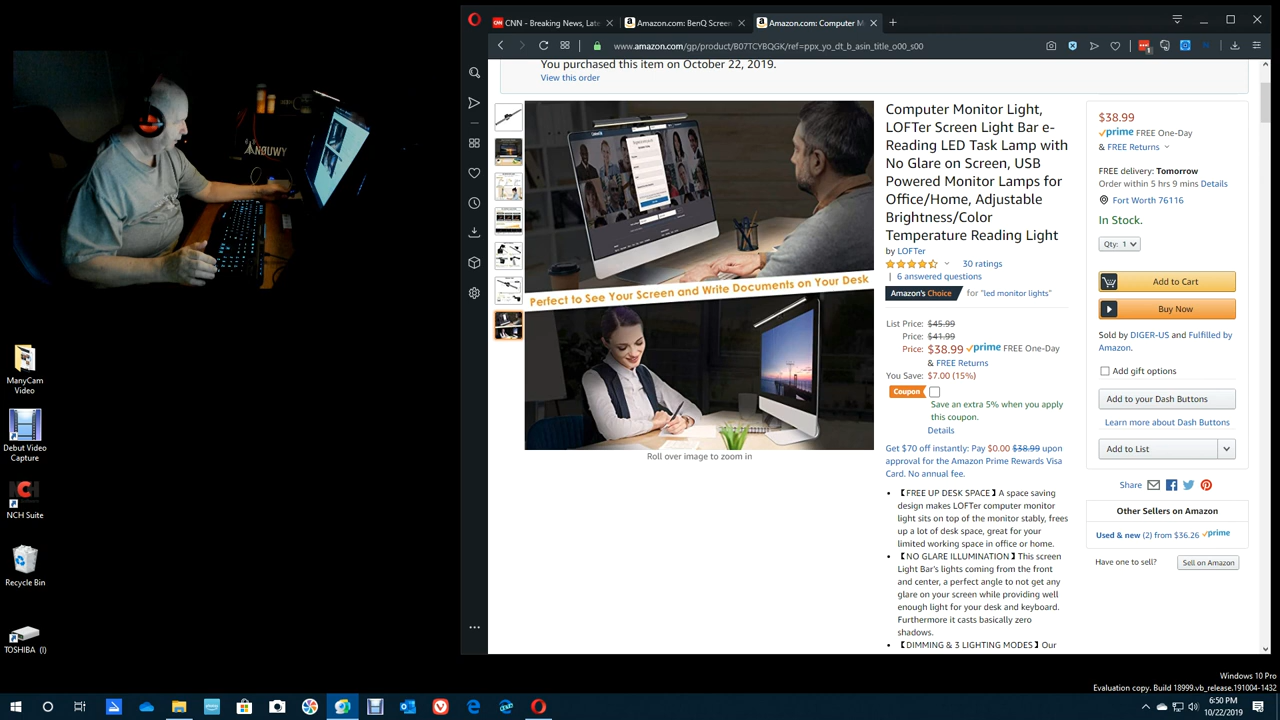 CNN - Breaking News, Late
Amazon.com: BenQ Screen
Amazon.com: Computer M
www.amazon.com/gp/product/B07TCYBQGK/ref=ppx_yo_dt_b_asin_title_o00_s00
You purchased this item on October 22, 2019.
View this order
Perfect to See Your Screen and Write Documents on Your Desk
Roll over image to zoom in
Computer Monitor Light,
LOFTer Screen Light Bar e-
Reading LED Task Lamp with
No Glare on Screen, USB
Powered Monitor Lamps for
Office/Home, Adjustable
Brightness/Color
Temperature Reading Light
by LOFTer
30 ratings
| 6 answered questions
Amazon's Choice for "led monitor lights"
List Price: $45.99
Price: $41.99
Price: $38.99 prime FREE One-Day
& FREE Returns
You Save: $7.00 (15%)
Coupon
Save an extra 5% when you apply
this coupon.
Details
Get $70 off instantly: Pay $0.00 $38.99 upon
approval for the Amazon Prime Rewards Visa
Card. No annual fee.
• 【FREE UP DESK SPACE】A space saving
design makes LOFTer computer monitor
light sits on top of the monitor stably, frees
up a lot of desk space, great for your
limited working space in office or home.
• 【NO GLARE ILLUMINATION】This screen
Light Bar's lights coming from the front
and center, a perfect angle to not get any
glare on your screen while providing well
enough light for your desk and keyboard.
Furthermore it casts basically zero
shadows.
• 【DIMMING & 3 LIGHTING MODES】Our
$38.99
prime FREE One-Day
& FREE Returns
FREE delivery: Tomorrow
Order within 5 hrs 9 mins Details
Fort Worth 76116
In Stock.
Qty: 1
Add to Cart
Buy Now
Sold by DIGER-US and Fulfilled by
Amazon.
Add gift options
Add to your Dash Buttons
Learn more about Dash Buttons
Add to List
Share
Other Sellers on Amazon
Used & new (2) from $36.26 prime
Have one to sell?
Sell on Amazon
ANQUWY
ManyCam
Video
Debut Video
Capture
NCH Suite
Recycle Bin
TOSHIBA (I)
Windows 10 Pro
Evaluation copy. Build 18999.vb_release.191004-1432
6:50 PM
10/22/2019